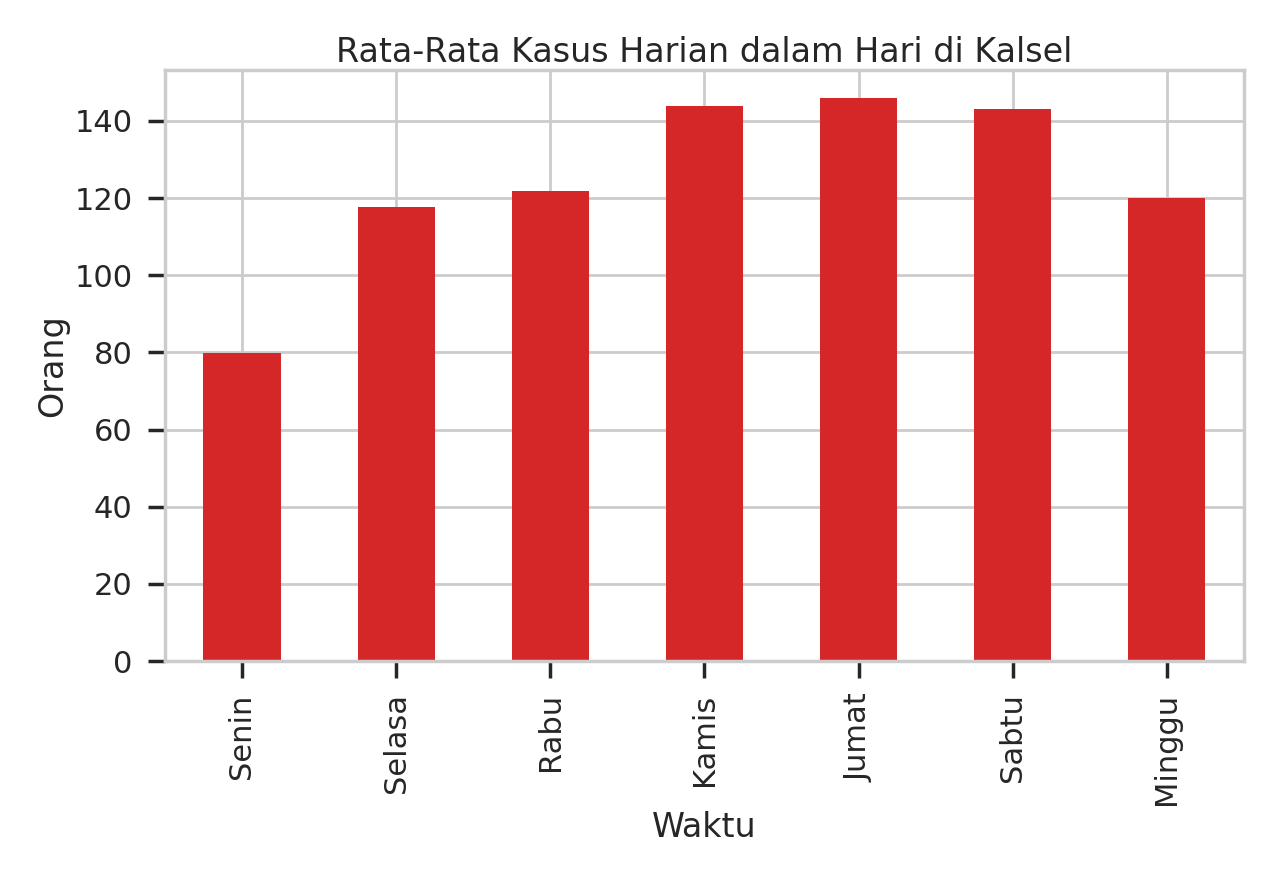 Rata-Rata Kasus Harian dalam Hari di Kalsel
140
120
100
80
60
40
20
0
Orang
Senin
Selasa
Rabu
Kamis
Jumat
Sabtu
Minggu
Waktu